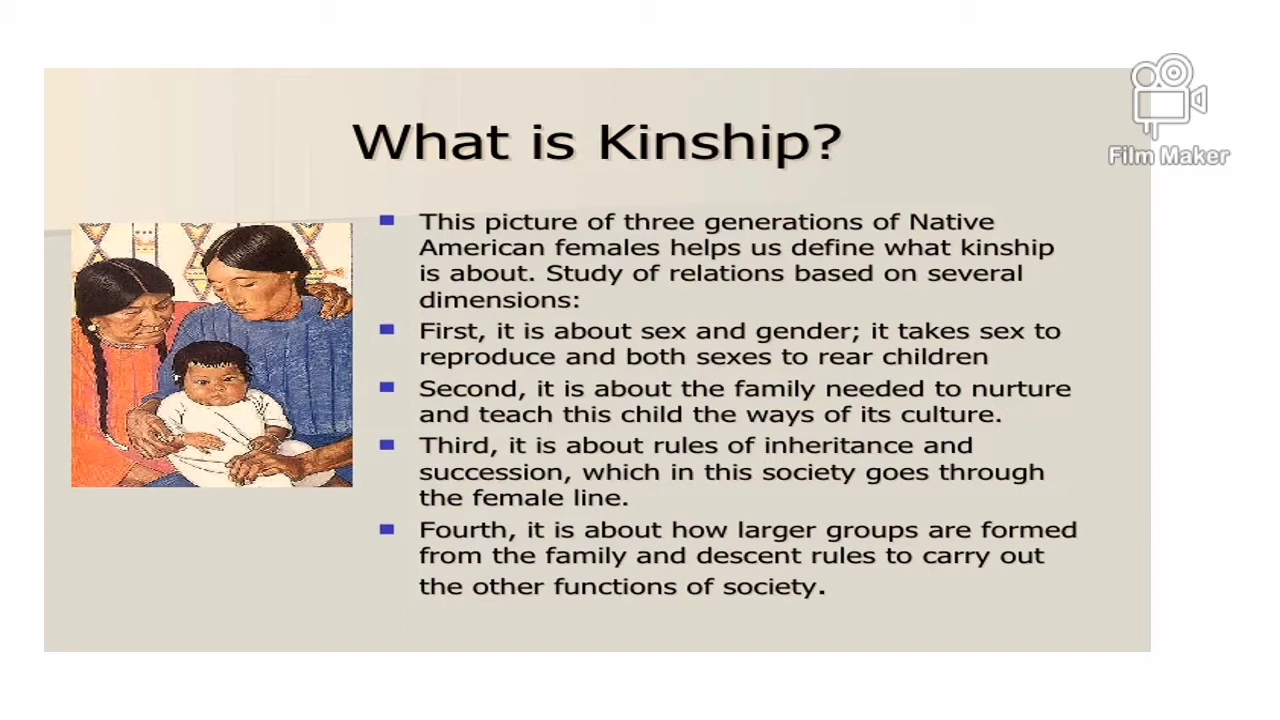 What is Kinship?
Film Maker
This picture of three generations of Native
American females helps us define what kinship
is about. Study of relations based on several
dimensions:
First, it is about sex and gender; it takes sex to
reproduce and both sexes to rear children
Second, it is about the family needed to nurture
and teach this child the ways of its culture.
Third, it is about rules of inheritance and
succession, which in this society goes through
the female line.
Fourth, it is about how larger groups are formed
from the family and descent rules to carry out
the other functions of society.